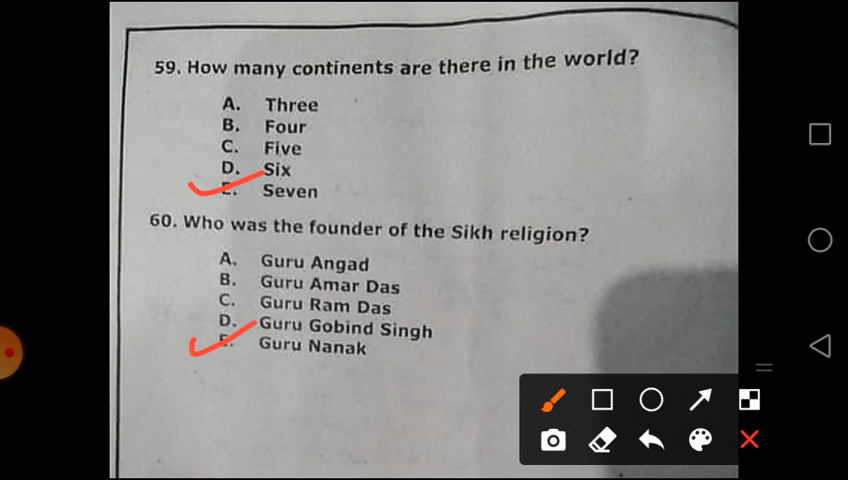 59. How many continents are there in the world?
A. Three
B. Four
C. Five
D. Six
E. Seven
60. Who was the founder of the Sikh religion?
A. Guru Angad
B. Guru Amar Das
C. Guru Ram Das
D. Guru Gobind Singh
E. Guru Nanak